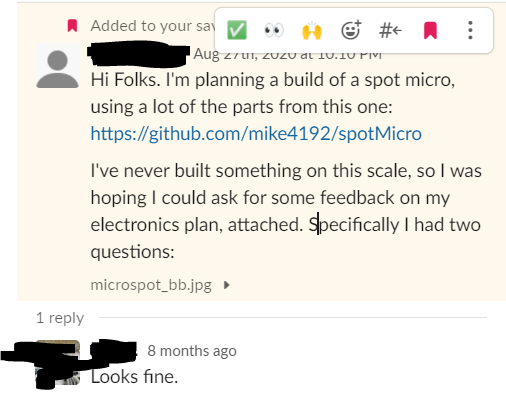 Added to your sav
Aug 27th, 2020 at 10:10 PM
Hi Folks. I'm planning a build of a spot micro,
using a lot of the parts from this one:
https://github.com/mike4192/spotMicro
I've never built something on this scale, so I was
hoping I could ask for some feedback on my
electronics plan, attached. Specifically I had two
questions:
microspot_bb.jpg
1 reply
8 months ago
Looks fine.